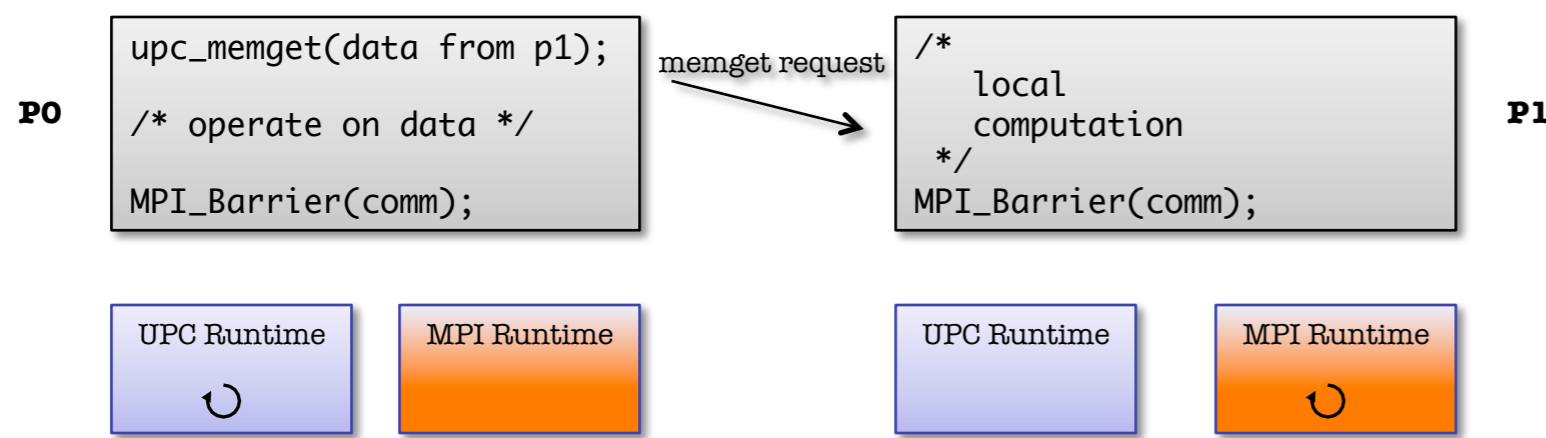 P0
upc_memget(data from p1);
/* operate on data */
MPI_Barrier(comm);
memget request
/*
local
computation
*/
MPI_Barrier(comm);
P1
UPC Runtime
MPI Runtime
UPC Runtime
MPI Runtime